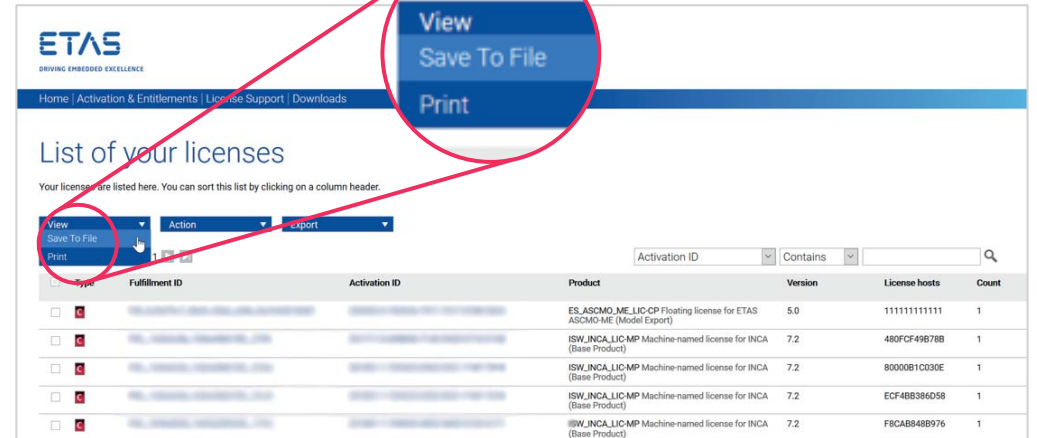 View
Save To File
Print
ETAS
DRIVING EMBEDDED EXCELLENCE
Home | Activation & Entitlements | License Support | Downloads
List of your licenses
Your licenses are listed here. You can sort this list by clicking on a column header.
View Action Export
Save To File
Print 1
Activation ID Contains
Type Fulfillment ID Activation ID Product Version License hosts Count
C ES_ASCMO_ME_LIC-CP Floating license for ETAS 5.0 111111111111 1
ASCMO-ME (Model Export)
C ISW_INCA_LIC-MP Machine-named license for INCA 7.2 480FCF49B78B 1
(Base Product)
C ISW_INCA_LIC-MP Machine-named license for INCA 7.2 80000B1C030E 1
(Base Product)
C ISW_INCA_LIC-MP Machine-named license for INCA 7.2 ECF4BB386D58 1
(Base Product)
C ISW_INCA_LIC-MP Machine-named license for INCA 7.2 F8CAB848B976 1
(Base Product)